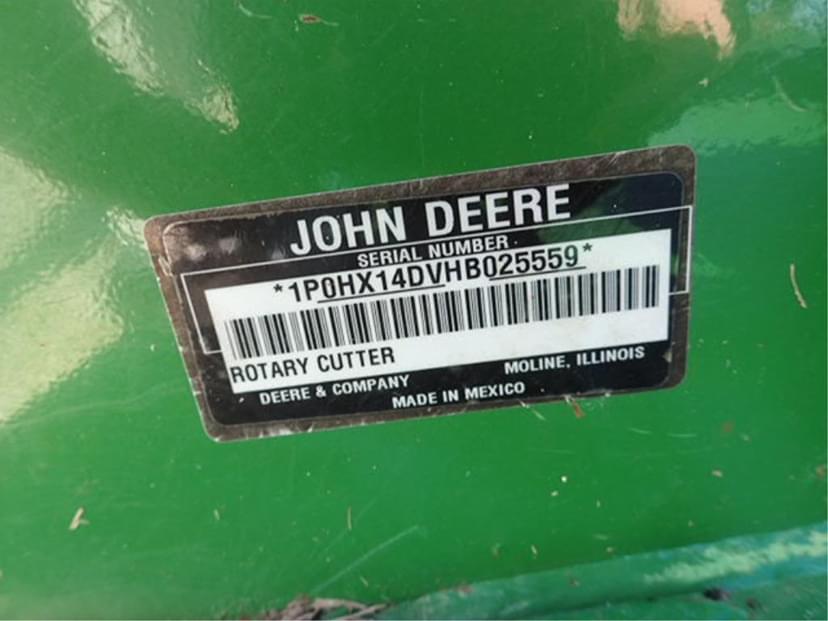 JOHN DEERE
SERIAL NUMBER
*1P0HX14DVHB025559*
ROTARY CUTTER
DEERE & COMPANY MOLINE, ILLINOIS
MADE IN MEXICO